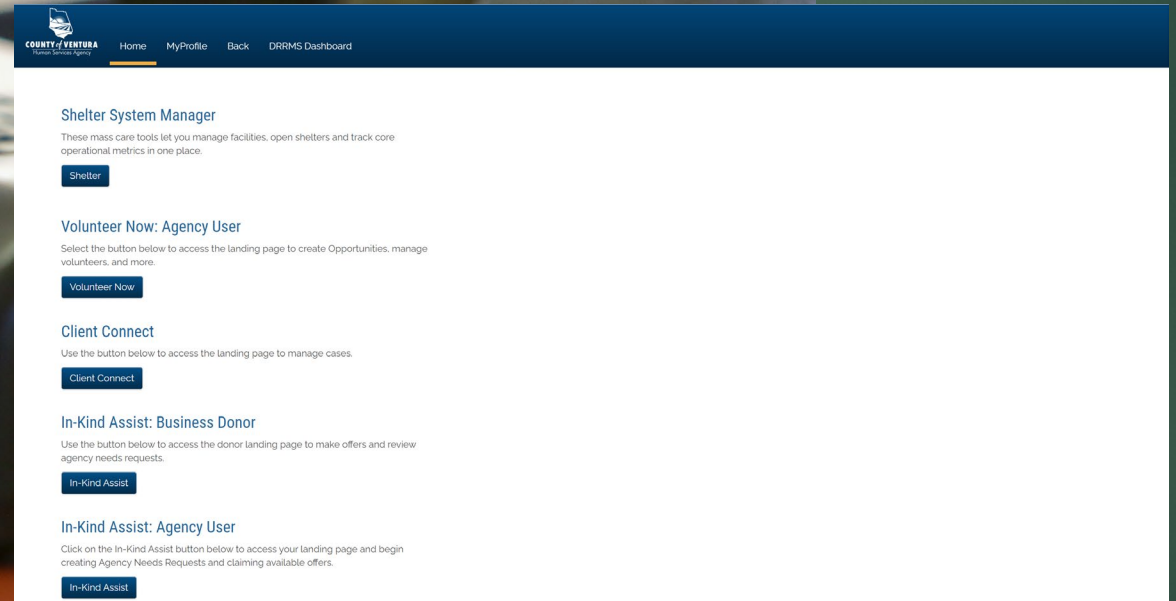 COUNTY of VENTURA
Human Services Agency
Home MyProfile Back DRRMS Dashboard
Shelter System Manager
These mass care tools let you manage facilities, open shelters and track core
operational metrics in one place.
Shelter
Volunteer Now: Agency User
Select the button below to access the landing page to create Opportunities, manage
volunteers, and more.
Volunteer Now
Client Connect
Use the button below to access the landing page to manage cases.
Client Connect
In-Kind Assist: Business Donor
Use the button below to access the donor landing page to make offers and review
agency needs requests.
In-Kind Assist
In-Kind Assist: Agency User
Click on the In-Kind Assist button below to access your landing page and begin
creating Agency Needs Requests and claiming available offers.
In-Kind Assist